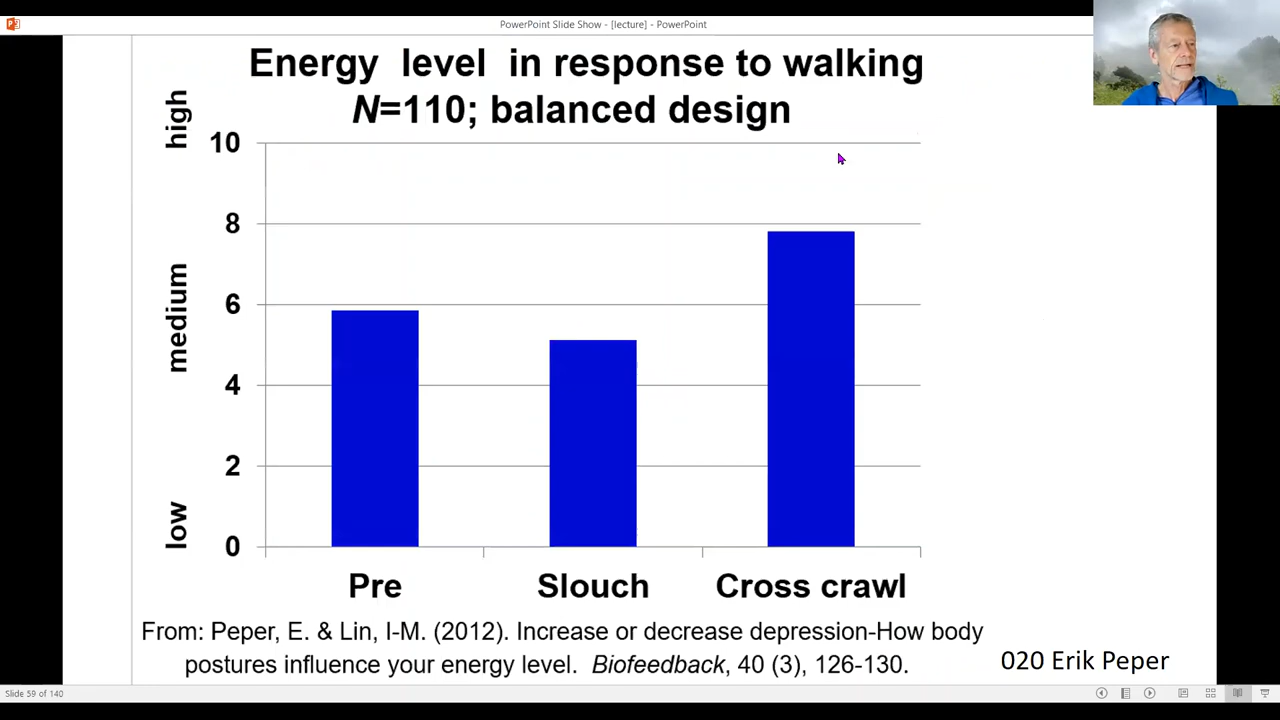 PowerPoint Slide Show - [lecture] - PowerPoint
Energy level in response to walking
N=110; balanced design
high
medium
low
10
8
6
4
2
0
Pre Slouch Cross crawl
From: Peper, E. & Lin, I-M. (2012). Increase or decrease depression-How body
postures influence your energy level. Biofeedback, 40 (3), 126-130.
020 Erik Peper
Slide 59 of 140